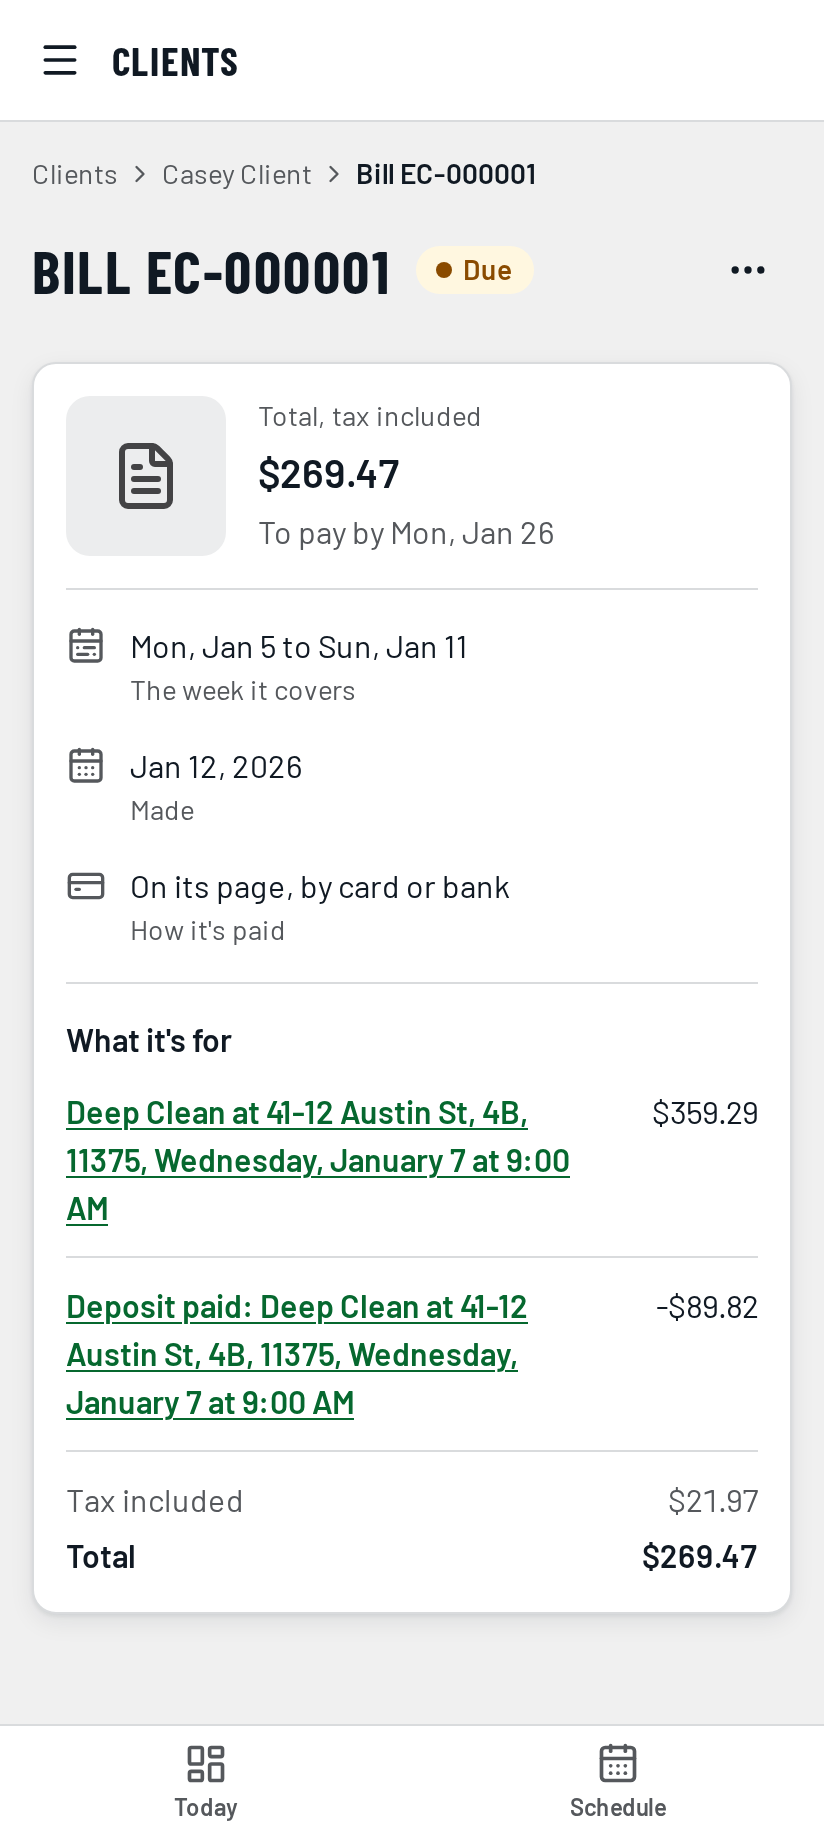 CLIENTS
Clients > Casey Client > Bill EC-000001
BILL EC-000001
Due
Total, tax included
$269.47
To pay by Mon, Jan 26
Mon, Jan 5 to Sun, Jan 11
The week it covers
Jan 12, 2026
Made
On its page, by card or bank
How it's paid
What it's for
Deep Clean at 41-12 Austin St, 4B, $359.29
11375, Wednesday, January 7 at 9:00
AM
Deposit paid: Deep Clean at 41-12 -$89.82
Austin St, 4B, 11375, Wednesday,
January 7 at 9:00 AM
Tax included $21.97
Total $269.47
Today
Schedule